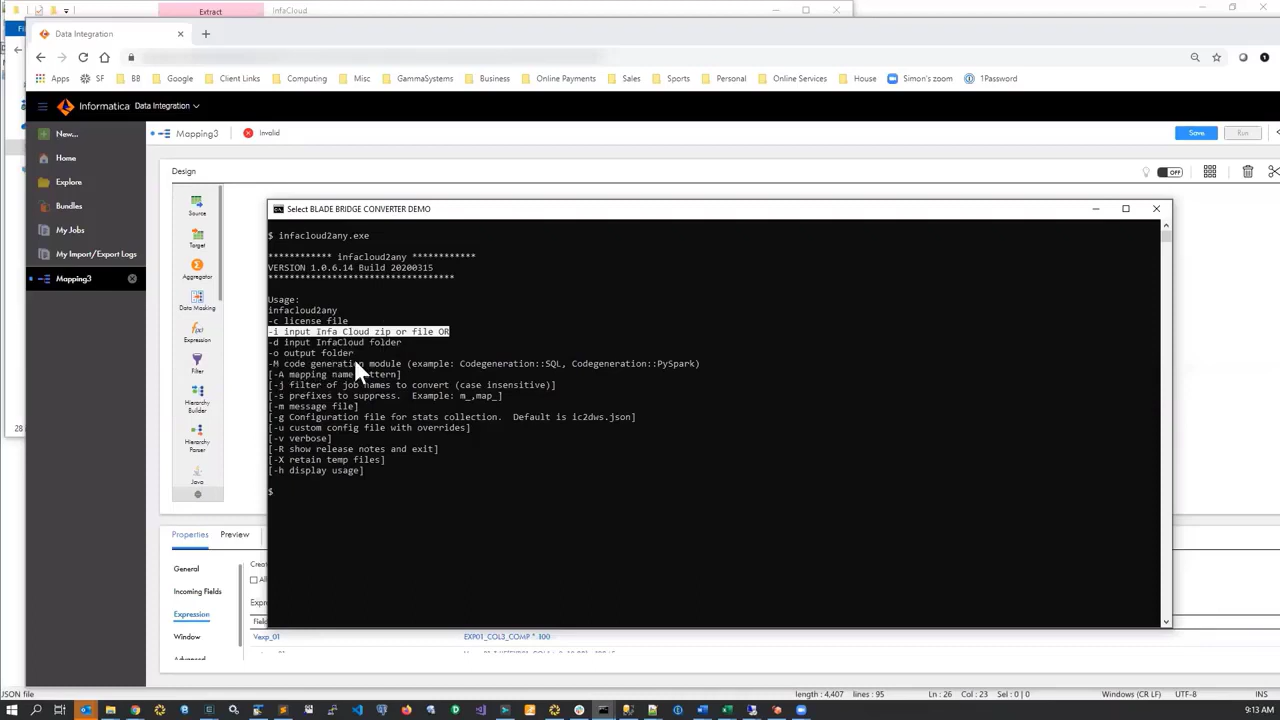 Extract
InfaCloud
Fi
Data Integration
Apps SF BB Google Client Links Computing Misc GammaSystems Business Online Payments Sales Sports Personal Online Services House Simon's zoom 1Password
Informatica Data Integration
New...
Home
Explore
Bundles
My Jobs
My Import/Export Logs
Mapping3
Mapping3 Invalid
Save Run
Design
OFF
Source
Target
Aggregator
Data Masking
Expression
Filter
Hierarchy
Builder
Hierarchy
Parser
Java
Select BLADE BRIDGE CONVERTER DEMO
$ infacloud2any.exe
************ infacloud2any ************
VERSION 1.0.6.14 Build 20200315
***********************************
Usage:
infacloud2any
-c license file
-i input Infa Cloud zip or file OR
-d input InfaCloud folder
-o output folder
-M code generation module (example: Codegeneration::SQL, Codegeneration::PySpark)
[-A mapping name pattern]
[-j filter of job names to convert (case insensitive)]
[-s prefixes to suppress.  Example: m_,map_]
[-m message file]
[-g Configuration file for stats collection.  Default is ic2dws.json]
[-u custom config file with overrides]
[-v verbose]
[-R show release notes and exit]
[-X retain temp files]
[-h display usage]
$
28
Properties Preview
General
Incoming Fields
Expression
Window
Advanced
Crea
Al
Expre
Field
Vexp_01 EXP01_COL3_COMP * 100
JSON file length : 4,407 lines : 95 Ln : 26 Col : 23 Sel : 0 | 0 Windows (CR LF) UTF-8 INS
9:13 AM